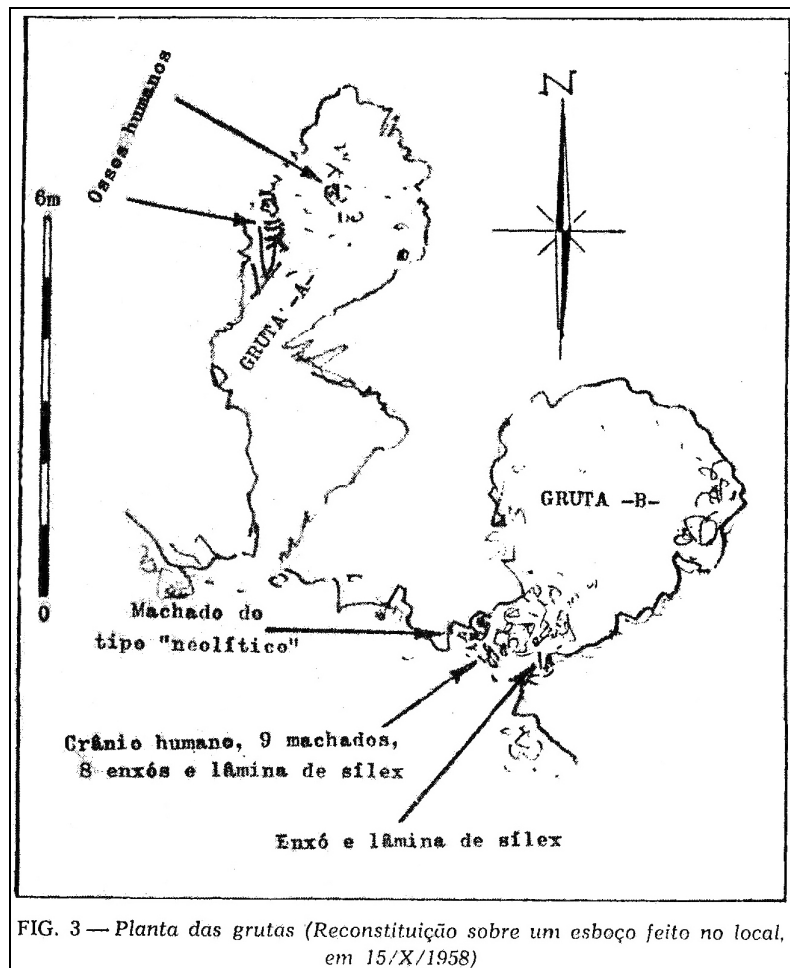 Ossos humanos
N
6m
GRUTA -A-
GRUTA -B-
0
Machado do
tipo "neolítico"
Crânio humano, 9 machados,
8 enxós e lâmina de sílex
Enxó e lâmina de sílex
FIG. 3 — Planta das grutas (Reconstituição sobre um esboço feito no local,
em 15/X/1958)